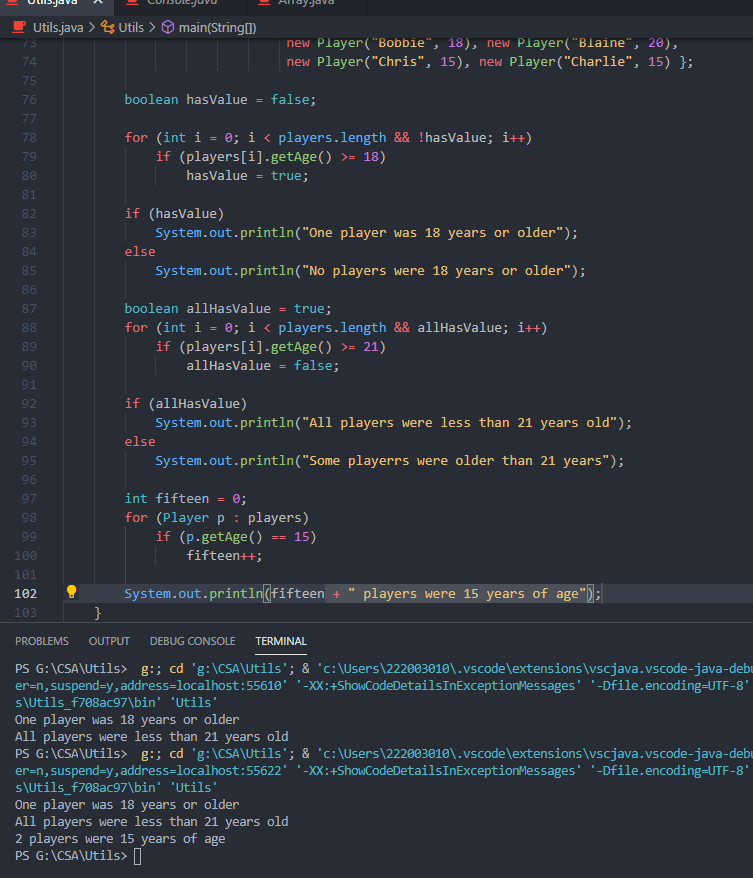 Utils.java Console.java Array.java
Utils.java > Utils > main(String[])
73 new Player("Bobbie", 18), new Player("Blaine", 20),
74 new Player("Chris", 15), new Player("Charlie", 15) };
75
76 boolean hasValue = false;
77
78 for (int i = 0; i < players.length && !hasValue; i++)
79 if (players[i].getAge() >= 18)
80 hasValue = true;
81
82 if (hasValue)
83 System.out.println("One player was 18 years or older");
84 else
85 System.out.println("No players were 18 years or older");
86
87 boolean allHasValue = true;
88 for (int i = 0; i < players.length && allHasValue; i++)
89 if (players[i].getAge() >= 21)
90 allHasValue = false;
91
92 if (allHasValue)
93 System.out.println("All players were less than 21 years old");
94 else
95 System.out.println("Some playerrs were older than 21 years");
96
97 int fifteen = 0;
98 for (Player p : players)
99 if (p.getAge() == 15)
100 fifteen++;
101
102 System.out.println(fifteen + " players were 15 years of age");
103 }
PROBLEMS OUTPUT DEBUG CONSOLE TERMINAL
PS G:\CSA\Utils> g:; cd 'g:\CSA\Utils'; & 'c:\Users\222003010\.vscode\extensions\vscjava.vscode-java-debu
er=n,suspend=y,address=localhost:55610' '-XX:+ShowCodeDetailsInExceptionMessages' '-Dfile.encoding=UTF-8'
s\Utils_f708ac97\bin' 'Utils'
One player was 18 years or older
All players were less than 21 years old
PS G:\CSA\Utils> g:; cd 'g:\CSA\Utils'; & 'c:\Users\222003010\.vscode\extensions\vscjava.vscode-java-debu
er=n,suspend=y,address=localhost:55622' '-XX:+ShowCodeDetailsInExceptionMessages' '-Dfile.encoding=UTF-8'
s\Utils_f708ac97\bin' 'Utils'
One player was 18 years or older
All players were less than 21 years old
2 players were 15 years of age
PS G:\CSA\Utils>